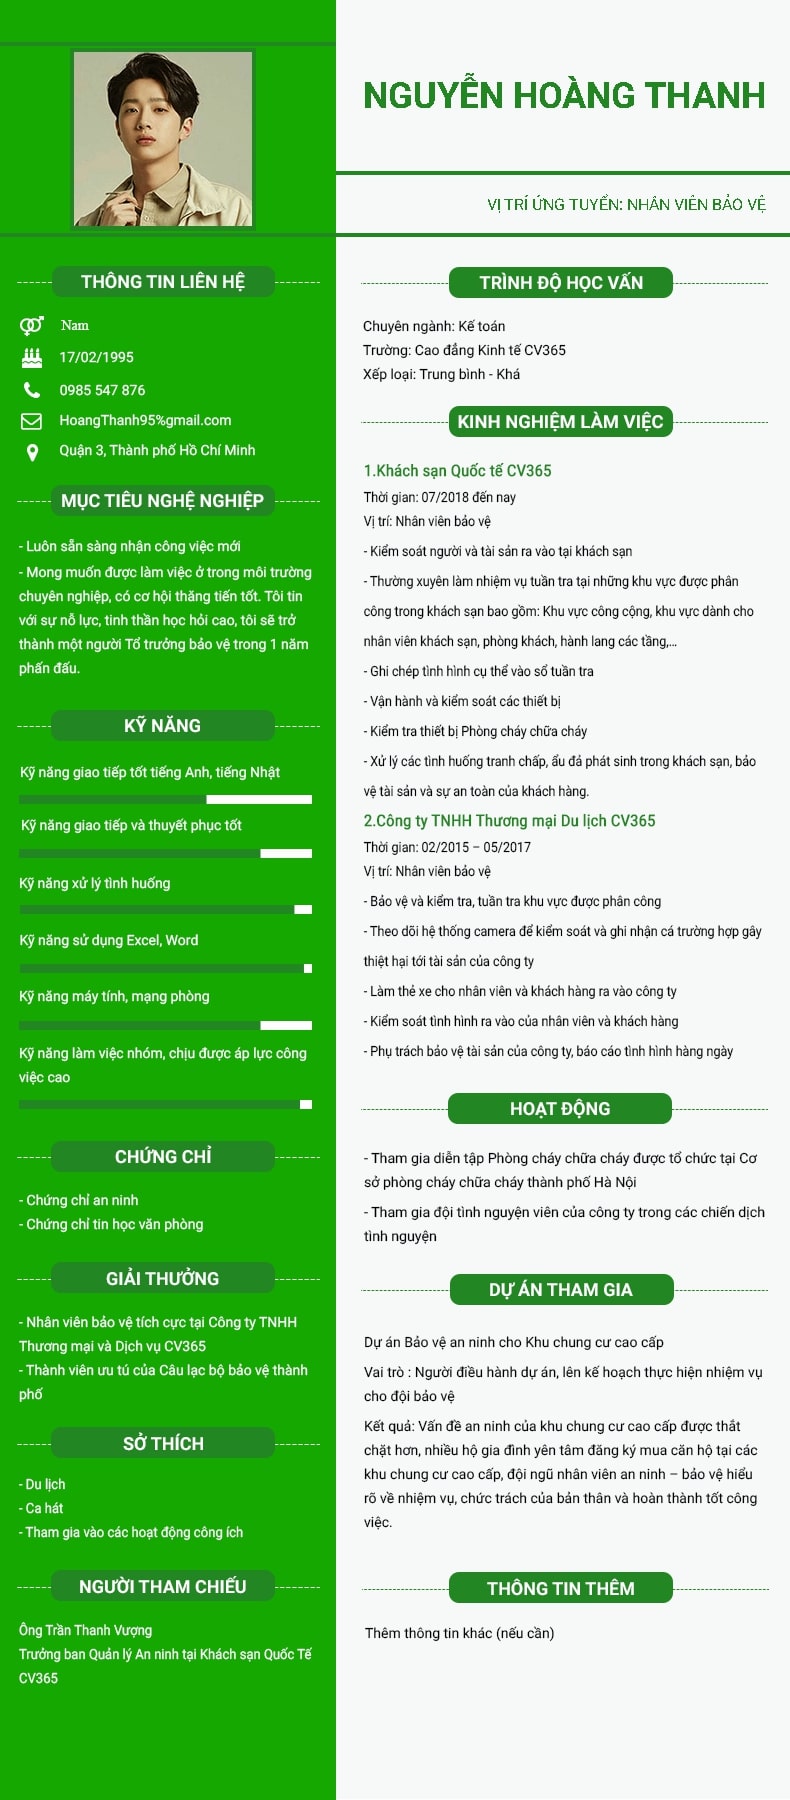 NGUYỄN HOÀNG THANH
VỊ TRÍ ỨNG TUYỂN: NHÂN VIÊN BẢO VỆ
THÔNG TIN LIÊN HỆ
Nam
17/02/1995
0985 547 876
HoangThanh95%gmail.com
Quận 3, Thành phố Hồ Chí Minh
MỤC TIÊU NGHỆ NGHIỆP
- Luôn sẵn sàng nhận công việc mới
- Mong muốn được làm việc ở trong môi trường
chuyên nghiệp, có cơ hội thăng tiến tốt. Tôi tin
với sự nỗ lực, tinh thần học hỏi cao, tôi sẽ trở
thành một người Tổ trưởng bảo vệ trong 1 năm
phấn đấu.
KỸ NĂNG
Kỹ năng giao tiếp tốt tiếng Anh, tiếng Nhật
Kỹ năng giao tiếp và thuyết phục tốt
Kỹ năng xử lý tình huống
Kỹ năng sử dụng Excel, Word
Kỹ năng máy tính, mạng phòng
Kỹ năng làm việc nhóm, chịu được áp lực công
việc cao
CHỨNG CHỈ
- Chứng chỉ an ninh
- Chứng chỉ tin học văn phòng
GIẢI THƯỞNG
- Nhân viên bảo vệ tích cực tại Công ty TNHH
Thương mại và Dịch vụ CV365
- Thành viên ưu tú của Câu lạc bộ bảo vệ thành
phố
SỞ THÍCH
- Du lịch
- Ca hát
- Tham gia vào các hoạt động công ích
NGƯỜI THAM CHIẾU
Ông Trần Thanh Vượng
Trưởng ban Quản lý An ninh tại Khách sạn Quốc Tế
CV365
TRÌNH ĐỘ HỌC VẤN
Chuyên ngành: Kế toán
Trường: Cao đẳng Kinh tế CV365
Xếp loại: Trung bình - Khá
KINH NGHIỆM LÀM VIỆC
1.Khách sạn Quốc tế CV365
Thời gian: 07/2018 đến nay
Vị trí: Nhân viên bảo vệ
- Kiểm soát người và tài sản ra vào tại khách sạn
- Thường xuyên làm nhiệm vụ tuần tra tại những khu vực được phân
công trong khách sạn bao gồm: Khu vực công cộng, khu vực dành cho
nhân viên khách sạn, phòng khách, hành lang các tầng,...
- Ghi chép tình hình cụ thể vào sổ tuần tra
- Vận hành và kiểm soát các thiết bị
- Kiểm tra thiết bị Phòng cháy chữa cháy
- Xử lý các tình huống tranh chấp, ẩu đả phát sinh trong khách sạn, bảo
vệ tài sản và sự an toàn của khách hàng.
2.Công ty TNHH Thương mại Du lịch CV365
Thời gian: 02/2015 – 05/2017
Vị trí: Nhân viên bảo vệ
- Bảo vệ và kiểm tra, tuần tra khu vực được phân công
- Theo dõi hệ thống camera để kiểm soát và ghi nhận cá trường hợp gây
thiệt hại tới tài sản của công ty
- Làm thẻ xe cho nhân viên và khách hàng ra vào công ty
- Kiểm soát tình hình ra vào của nhân viên và khách hàng
- Phụ trách bảo vệ tài sản của công ty, báo cáo tình hình hàng ngày
HOẠT ĐỘNG
- Tham gia diễn tập Phòng cháy chữa cháy được tổ chức tại Cơ
sở phòng cháy chữa cháy thành phố Hà Nội
- Tham gia đội tình nguyện viên của công ty trong các chiến dịch
tình nguyện
DỰ ÁN THAM GIA
Dự án Bảo vệ an ninh cho Khu chung cư cao cấp
Vai trò : Người điều hành dự án, lên kế hoạch thực hiện nhiệm vụ
cho đội bảo vệ
Kết quả: Vấn đề an ninh của khu chung cư cao cấp được thắt
chặt hơn, nhiều hộ gia đình yên tâm đăng ký mua căn hộ tại các
khu chung cư cao cấp, đội ngũ nhân viên an ninh – bảo vệ hiểu
rõ về nhiệm vụ, chức trách của bản thân và hoàn thành tốt công
việc.
THÔNG TIN THÊM
Thêm thông tin khác (nếu cần)